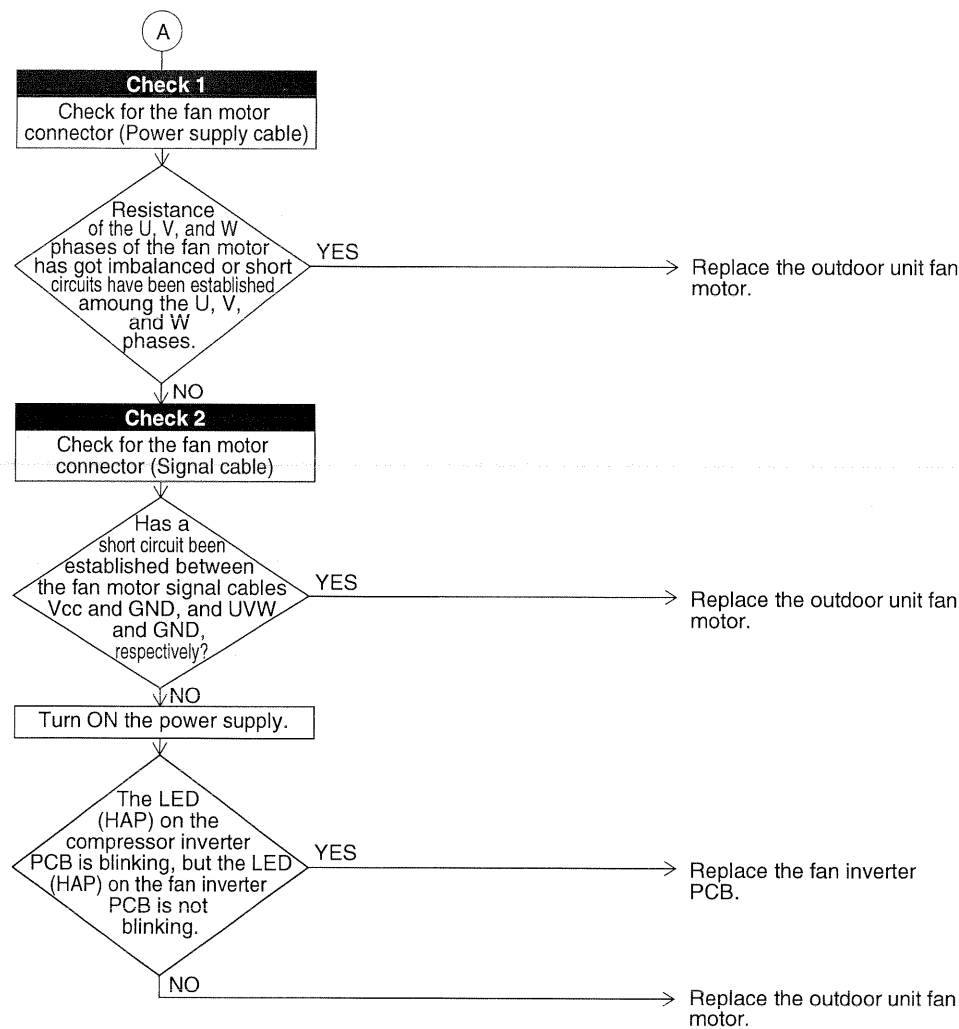 A
Check 1
Check for the fan motor
connector (Power supply cable)
Resistance
of the U, V, and W
phases of the fan motor
has got imbalanced or short
circuits have been established
amoung the U, V,
and W
phases.
YES
Replace the outdoor unit fan
motor.
NO
Check 2
Check for the fan motor
connector (Signal cable)
Has a
short circuit been
established between
the fan motor signal cables
Vcc and GND, and UVW
and GND,
respectively?
YES
Replace the outdoor unit fan
motor.
NO
Turn ON the power supply.
The LED
(HAP) on the
compressor inverter
PCB is blinking, but the LED
(HAP) on the fan inverter
PCB is not
blinking.
YES
Replace the fan inverter
PCB.
NO
Replace the outdoor unit fan
motor.